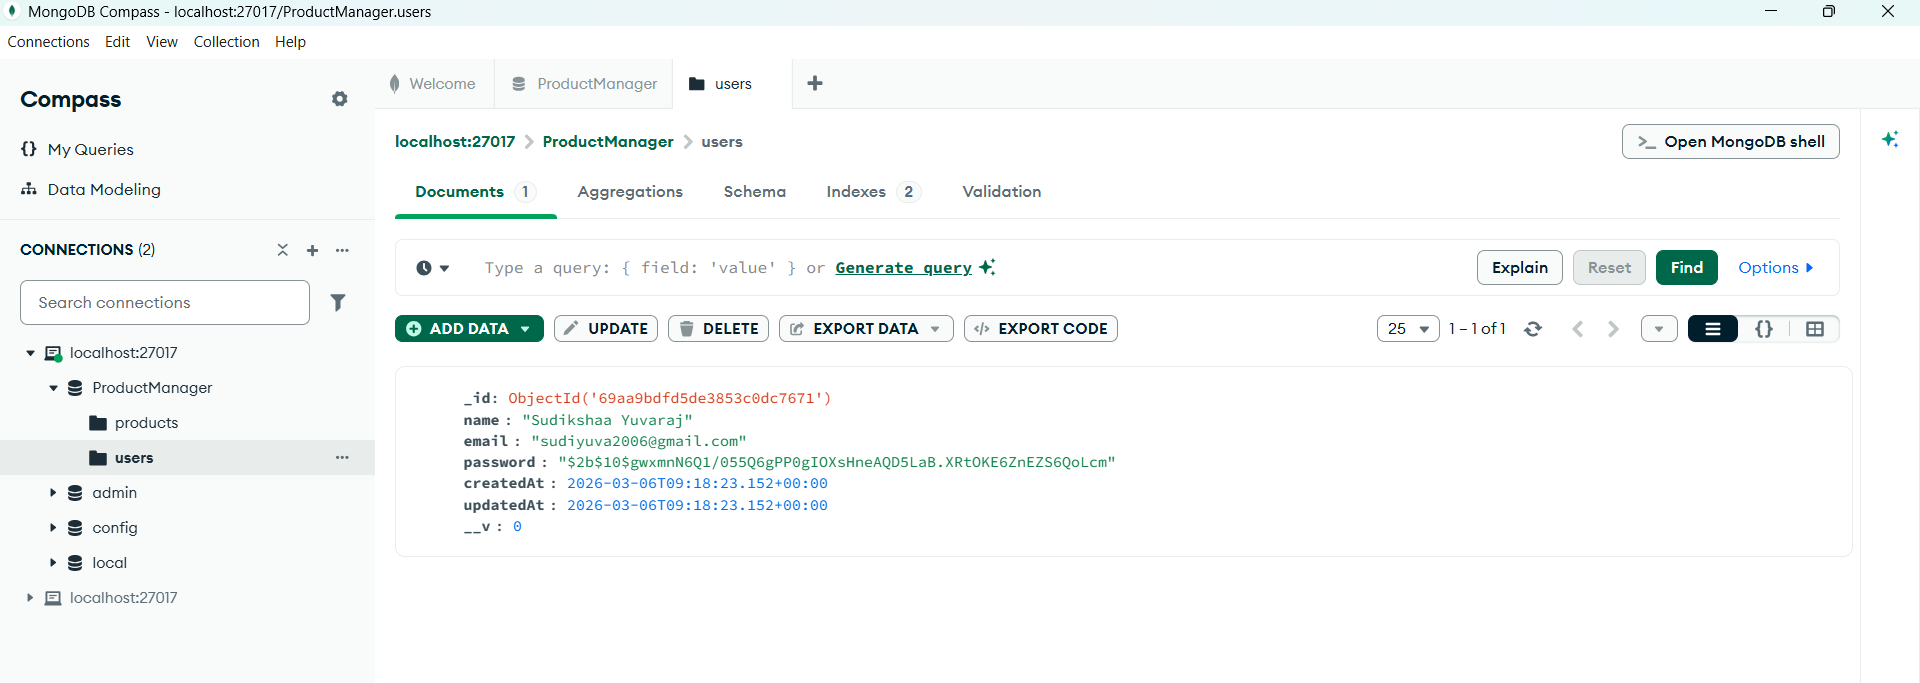 MongoDB Compass - localhost:27017/ProductManager.users
Connections Edit View Collection Help
Compass
My Queries
Data Modeling
CONNECTIONS (2)
Search connections
localhost:27017
ProductManager
products
users
admin
config
local
localhost:27017
Welcome
ProductManager
users
localhost:27017 > ProductManager > users
>_ Open MongoDB shell
Documents 1 Aggregations Schema Indexes 2 Validation
Type a query: { field: 'value' } or Generate query
Explain Reset Find Options
ADD DATA UPDATE DELETE EXPORT DATA EXPORT CODE
25 1 – 1 of 1
_id: ObjectId('69aa9bdfd5de3853c0dc7671')
name : "Sudikshaa Yuvaraj"
email : "sudiyuva2006@gmail.com"
password : "$2b$10$gwxmnN6Q1/055Q6gPP0gIOXsHneAQD5LaB.XRtOKE6ZnEZS6QoLcm"
createdAt : 2026-03-06T09:18:23.152+00:00
updatedAt : 2026-03-06T09:18:23.152+00:00
__v : 0